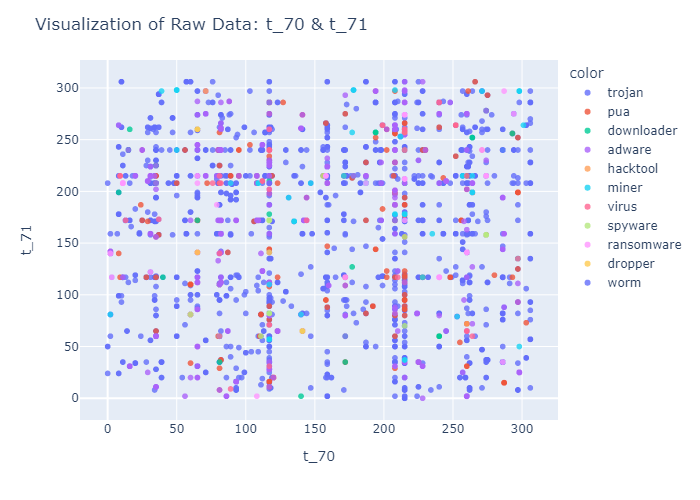 Visualization of Raw Data: t_70 & t_71
color
trojan
pua
downloader
adware
hacktool
miner
virus
spyware
ransomware
dropper
worm
t_71
300
250
200
150
100
50
0
0 50 100 150 200 250 300
t_70